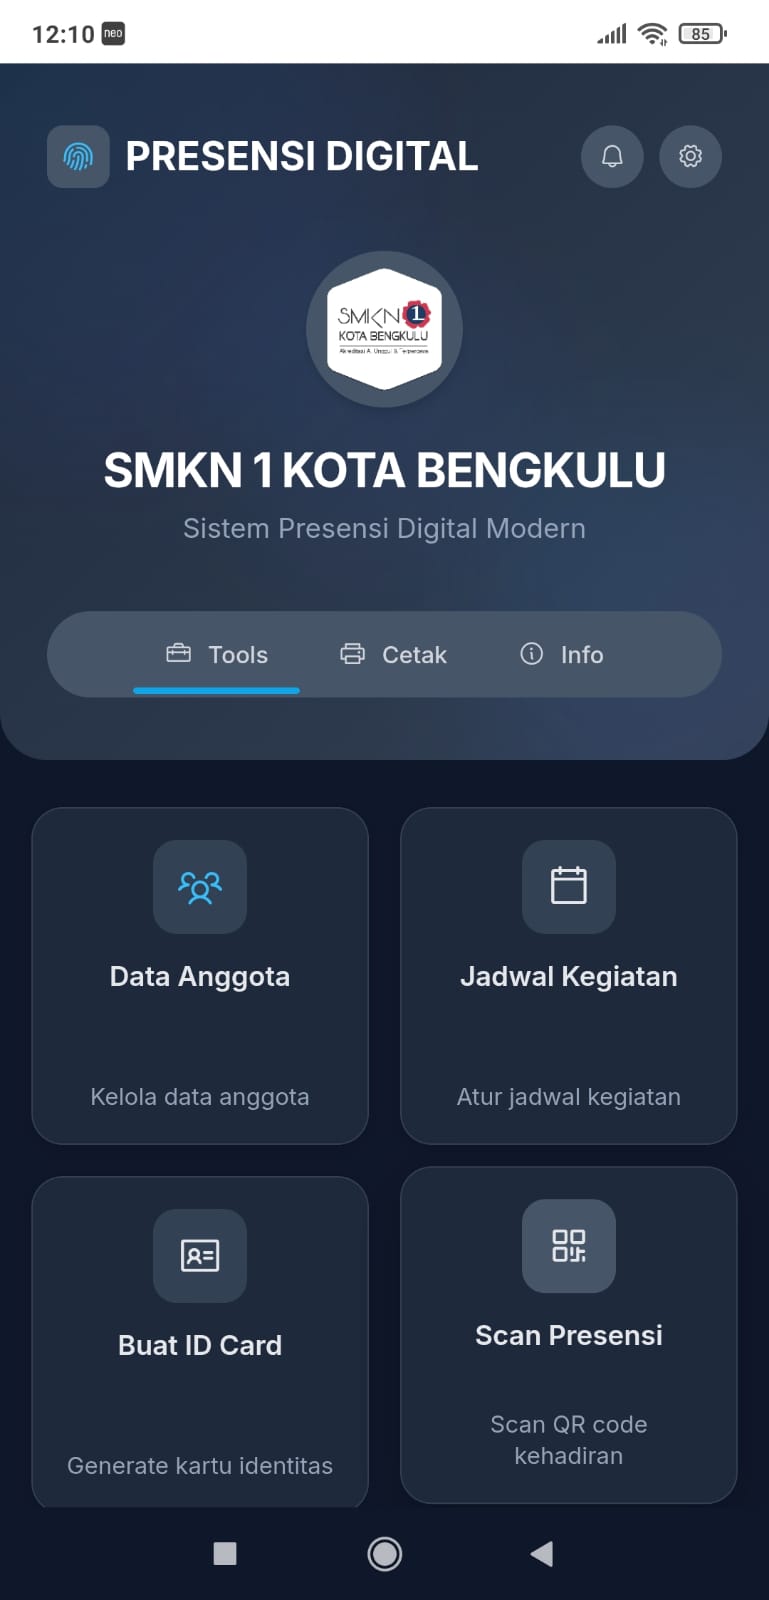 12:10 neo
85
PRESENSI DIGITAL
SMKN 1
KOTA BENGKULU
SMKN 1 KOTA BENGKULU
Sistem Presensi Digital Modern
Tools Cetak Info
Data Anggota
Kelola data anggota
Jadwal Kegiatan
Atur jadwal kegiatan
Buat ID Card
Generate kartu identitas
Scan Presensi
Scan QR code
kehadiran